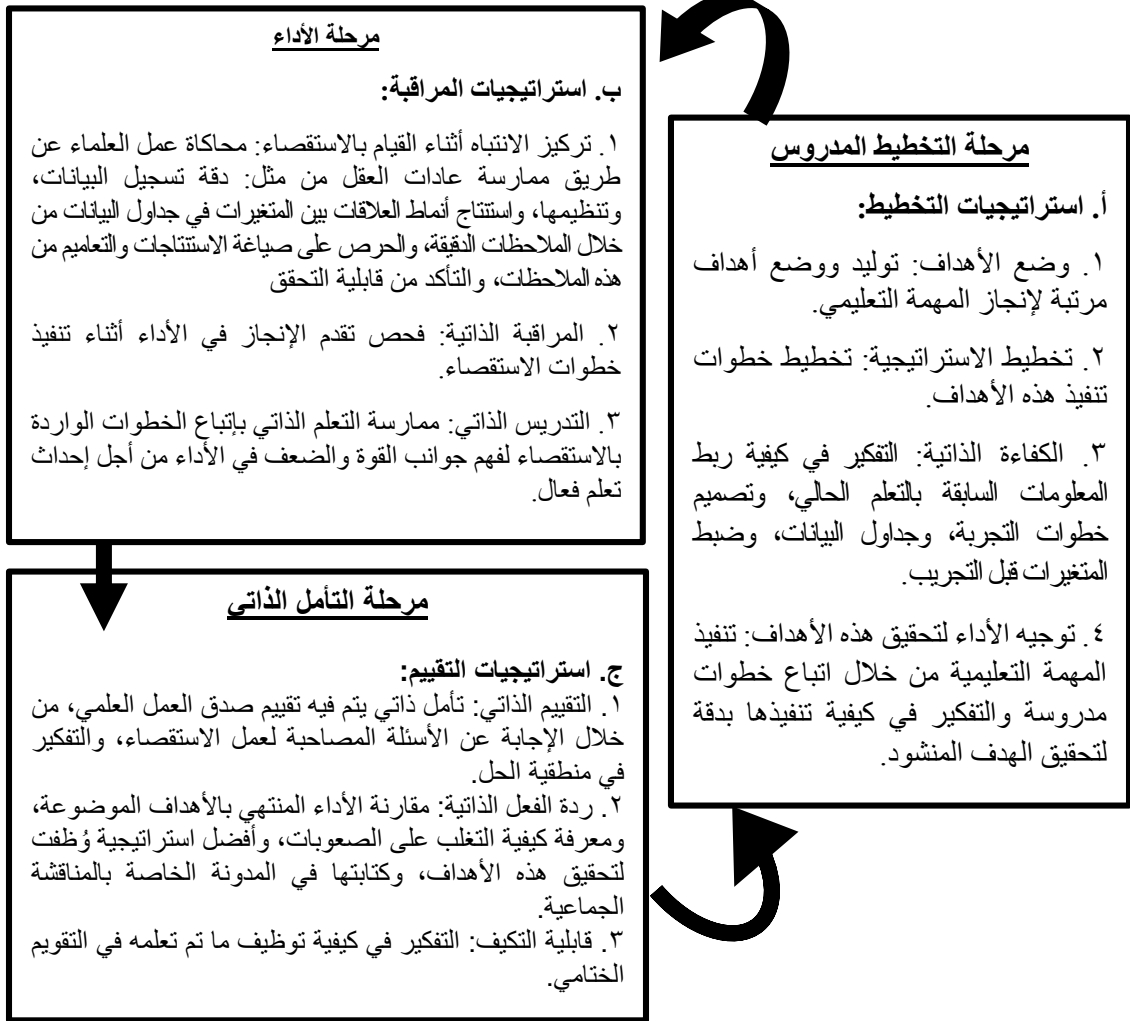 مرحلة التخطيط المدروس
أ. استراتيجيات التخطيط:
١. وضع الأهداف: توليد ووضع أهداف
مرتبة لإنجاز المهمة التعليمي.
٢. تخطيط الاستراتيجية: تخطيط خطوات
تنفيذ هذه الأهداف.
٣. الكفاءة الذاتية: التفكير في كيفية ربط
المعلومات السابقة بالتعلم الحالي، وتصميم
خطوات التجربة، وجداول البيانات، وضبط
المتغيرات قبل التجريب.
٤. توجيه الأداء لتحقيق هذه الأهداف: تنفيذ
المهمة التعليمية من خلال اتباع خطوات
مدروسة والتفكير في كيفية تنفيذها بدقة
لتحقيق الهدف المنشود.
مرحلة الأداء
ب. استراتيجيات المراقبة:
١. تركيز الانتباه أثناء القيام بالاستقصاء: محاكاة عمل العلماء عن
طريق ممارسة عادات العقل من مثل: دقة تسجيل البيانات،
وتنظيمها، واستنتاج أنماط العلاقات بين المتغيرات في جداول البيانات من
خلال الملاحظات الدقيقة، والحرص على صياغة الاستنتاجات والتعاميم من
هذه الملاحظات، والتأكد من قابلية التحقق
٢. المراقبة الذاتية: فحص تقدم الإنجاز في الأداء أثناء تنفيذ
خطوات الاستقصاء.
٣. التدريس الذاتي: ممارسة التعلم الذاتي بإتباع الخطوات الواردة
بالاستقصاء لفهم جوانب القوة والضعف في الأداء من أجل إحداث
تعلم فعال.
مرحلة التأمل الذاتي
ج. استراتيجيات التقييم:
١. التقييم الذاتي: تأمل ذاتي يتم فيه تقييم صدق العمل العلمي، من
خلال الإجابة عن الأسئلة المصاحبة لعمل الاستقصاء، والتفكير
في منطقية الحل.
٢. ردة الفعل الذاتية: مقارنة الأداء المنتهي بالأهداف الموضوعة،
ومعرفة كيفية التغلب على الصعوبات، وأفضل استراتيجية وُظفت
لتحقيق هذه الأهداف، وكتابتها في المدونة الخاصة بالمناقشة
الجماعية.
٣. قابلية التكيف: التفكير في كيفية توظيف ما تم تعلمه في التقويم
الختامي.